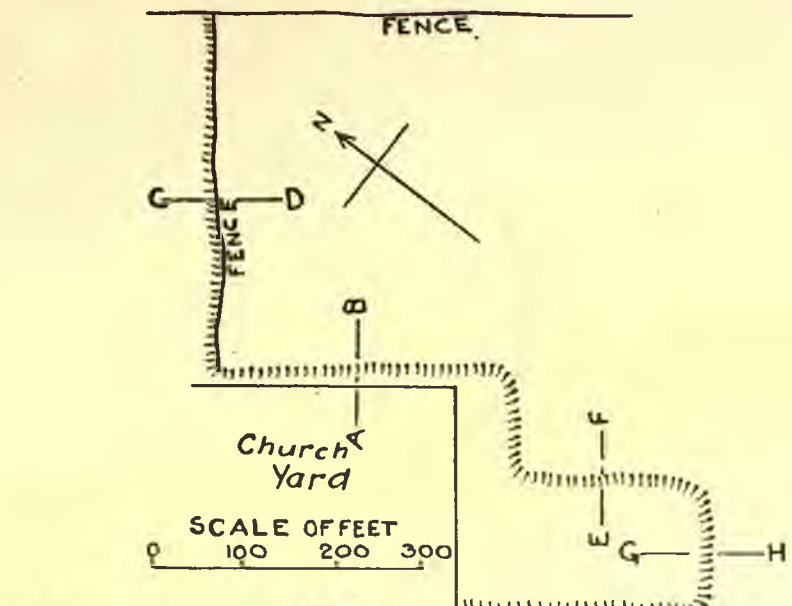 FENCE.
N
C D
FENCE
B
A
Church
Yard
F
E
G H
SCALE OF FEET
0 100 200 300